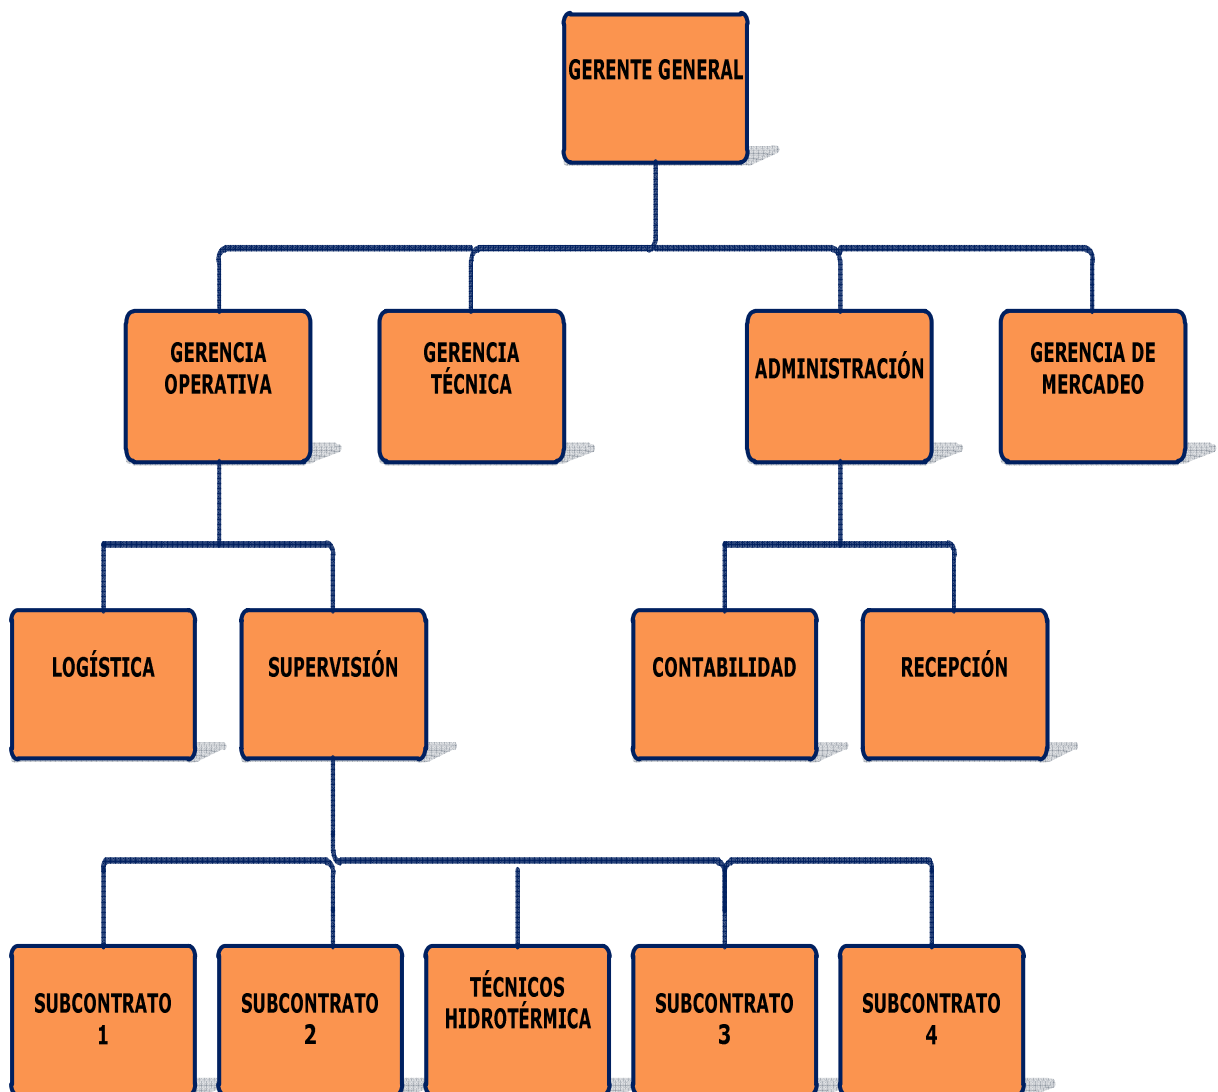 GERENTE GENERAL
GERENCIA
OPERATIVA
GERENCIA
TÉCNICA
ADMINISTRACIÓN
GERENCIA DE
MERCADEO
LOGÍSTICA
SUPERVISIÓN
CONTABILIDAD
RECEPCIÓN
SUBCONTRATO
1
SUBCONTRATO
2
TÉCNICOS
HIDROTÉRMICA
SUBCONTRATO
3
SUBCONTRATO
4